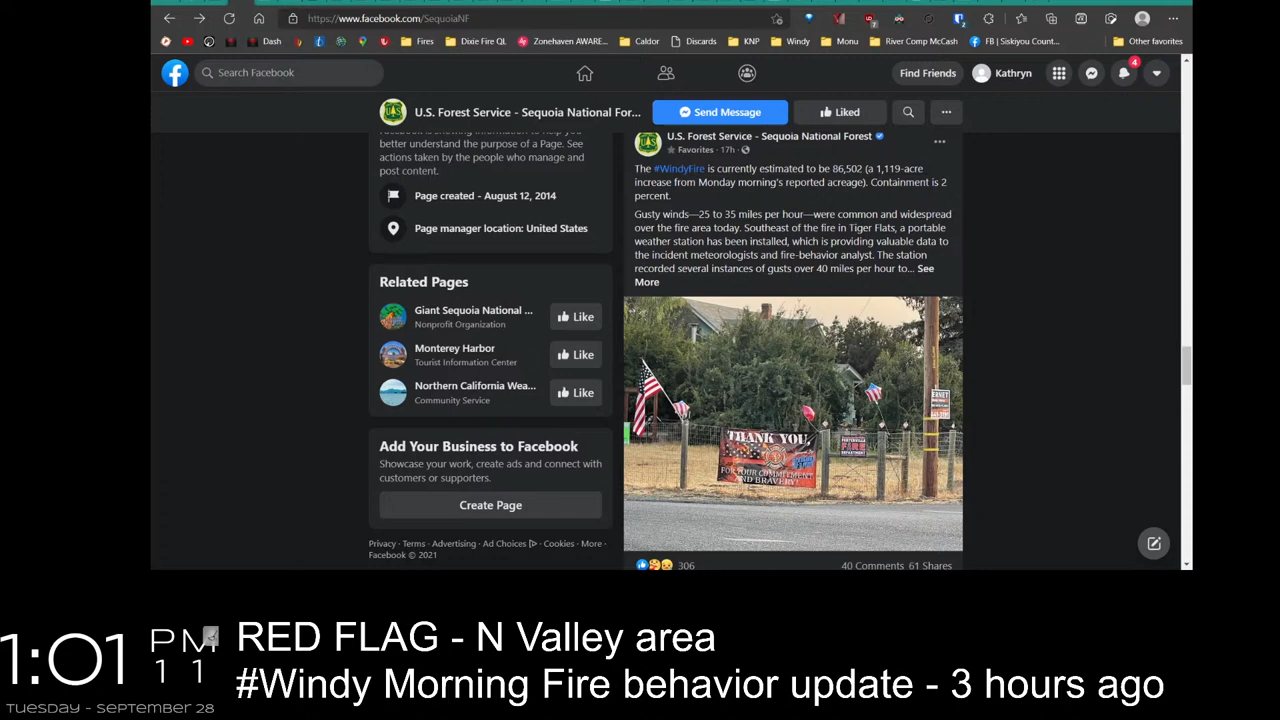 https://www.facebook.com/SequoiaNF
Dash
Fires
Dixie Fire QL
Zonehaven AWARE...
Caldor
Discards
KNP
Windy
Monu
River Comp McCash
FB | Siskiyou Count...
Other favorites
Search Facebook
Find Friends
Kathryn
4
U.S. Forest Service - Sequoia National For...
Send Message
Liked
better understand the purpose of a Page. See
actions taken by the people who manage and
post content.
Page created - August 12, 2014
Page manager location: United States
Related Pages
Giant Sequoia National ...
Nonprofit Organization
Like
Monterey Harbor
Tourist Information Center
Like
Northern California Wea...
Community Service
Like
Add Your Business to Facebook
Showcase your work, create ads and connect with
customers or supporters.
Create Page
Privacy · Terms · Advertising · Ad Choices · Cookies · More ·
Facebook © 2021
U.S. Forest Service - Sequoia National Forest
Favorites · 17h ·
The #WindyFire is currently estimated to be 86,502 (a 1,119-acre
increase from Monday morning's reported acreage). Containment is 2
percent.
Gusty winds—25 to 35 miles per hour—were common and widespread
over the fire area today. Southeast of the fire in Tiger Flats, a portable
weather station has been installed, which is providing valuable data to
the incident meteorologists and fire-behavior analyst. The station
recorded several instances of gusts over 40 miles per hour to... See
More
THANK YOU,
FOR YOUR COMMITMENT
AND BRAVERY!
FIRE
306
40 Comments 61 Shares
1:01 PM
11
TUESDAY - SEPTEMBER 28
RED FLAG - N Valley area
#Windy Morning Fire behavior update - 3 hours ago